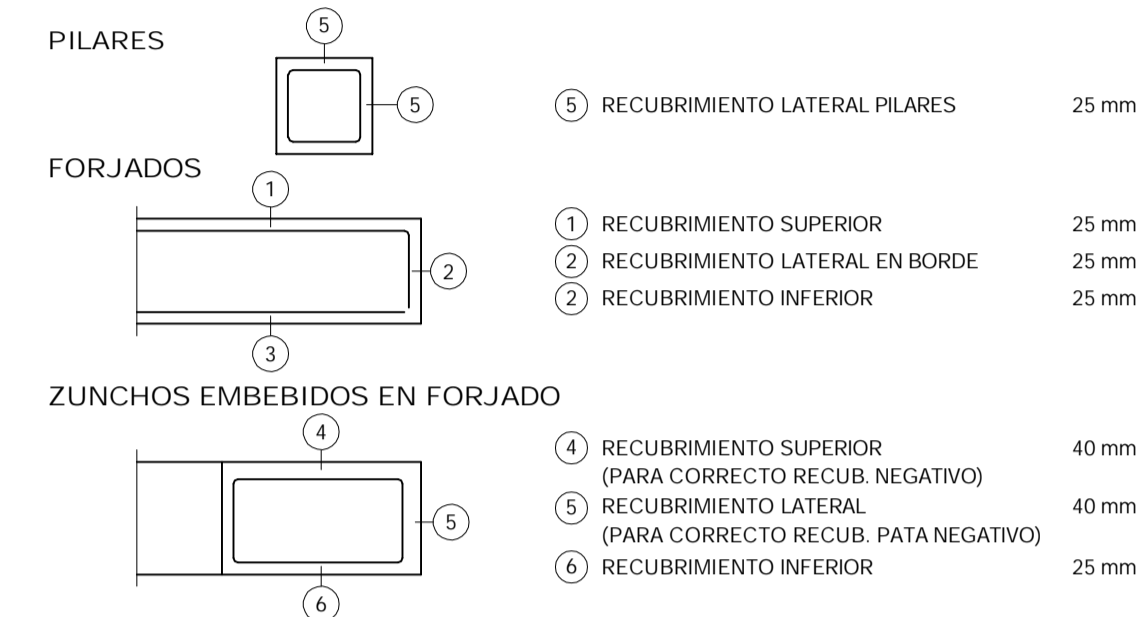 PILARES
5
5
5 RECUBRIMIENTO LATERAL PILARES 25 mm
FORJADOS
1
2
3
1 RECUBRIMIENTO SUPERIOR 25 mm
2 RECUBRIMIENTO LATERAL EN BORDE 25 mm
2 RECUBRIMIENTO INFERIOR 25 mm
ZUNCHOS EMBEBIDOS EN FORJADO
4
5
6
4 RECUBRIMIENTO SUPERIOR 40 mm
(PARA CORRECTO RECUB. NEGATIVO)
5 RECUBRIMIENTO LATERAL 40 mm
(PARA CORRECTO RECUB. PATA NEGATIVO)
6 RECUBRIMIENTO INFERIOR 25 mm